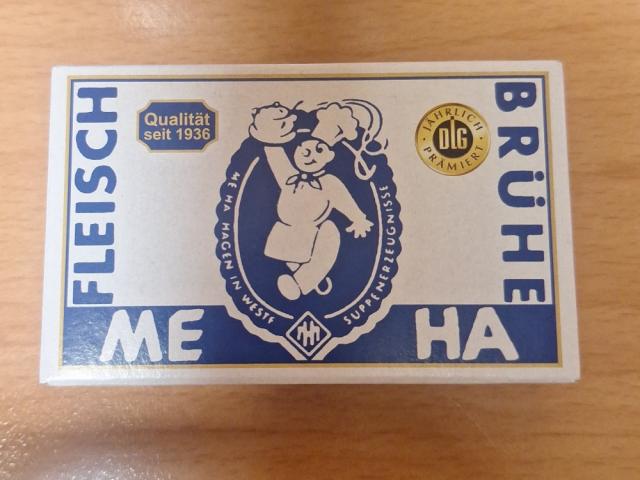 FLEISCH
BRÜHE
Qualität
seit 1936
JÄHRLICH
DLG
PRÄMIERT
ME HA HAGEN IN WESTF
SUPPENERZEUGNISSE
ME HA